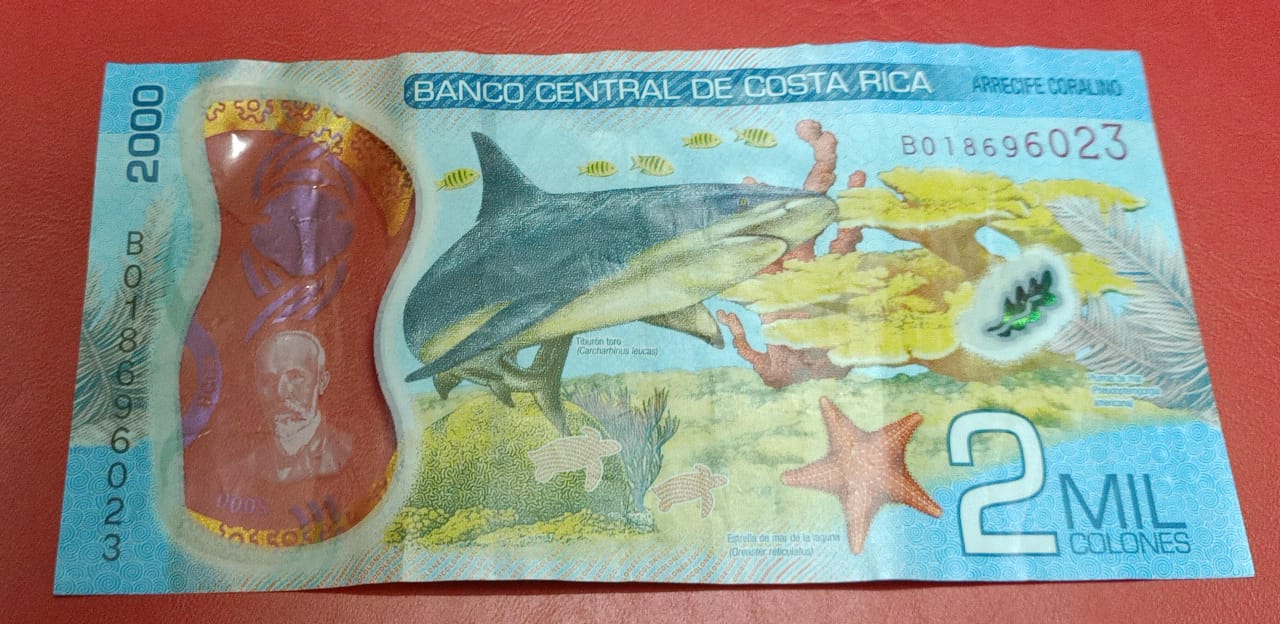 BANCO CENTRAL DE COSTA RICA
ARRECIFE CORALINO
2000
B018696023
B018696023
Tiburón toro
(Carcharhinus leucas)
2000
Estrella de mar de la laguna
(Oreaster reticulatus)
2 MIL
COLONES